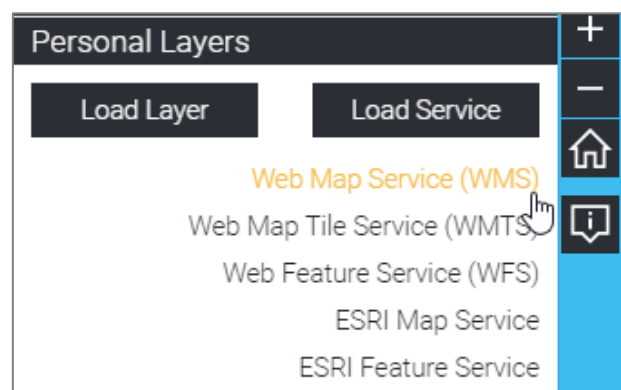 Personal Layers
Load Layer Load Service
Web Map Service (WMS)
Web Map Tile Service (WMTS)
Web Feature Service (WFS)
ESRI Map Service
ESRI Feature Service